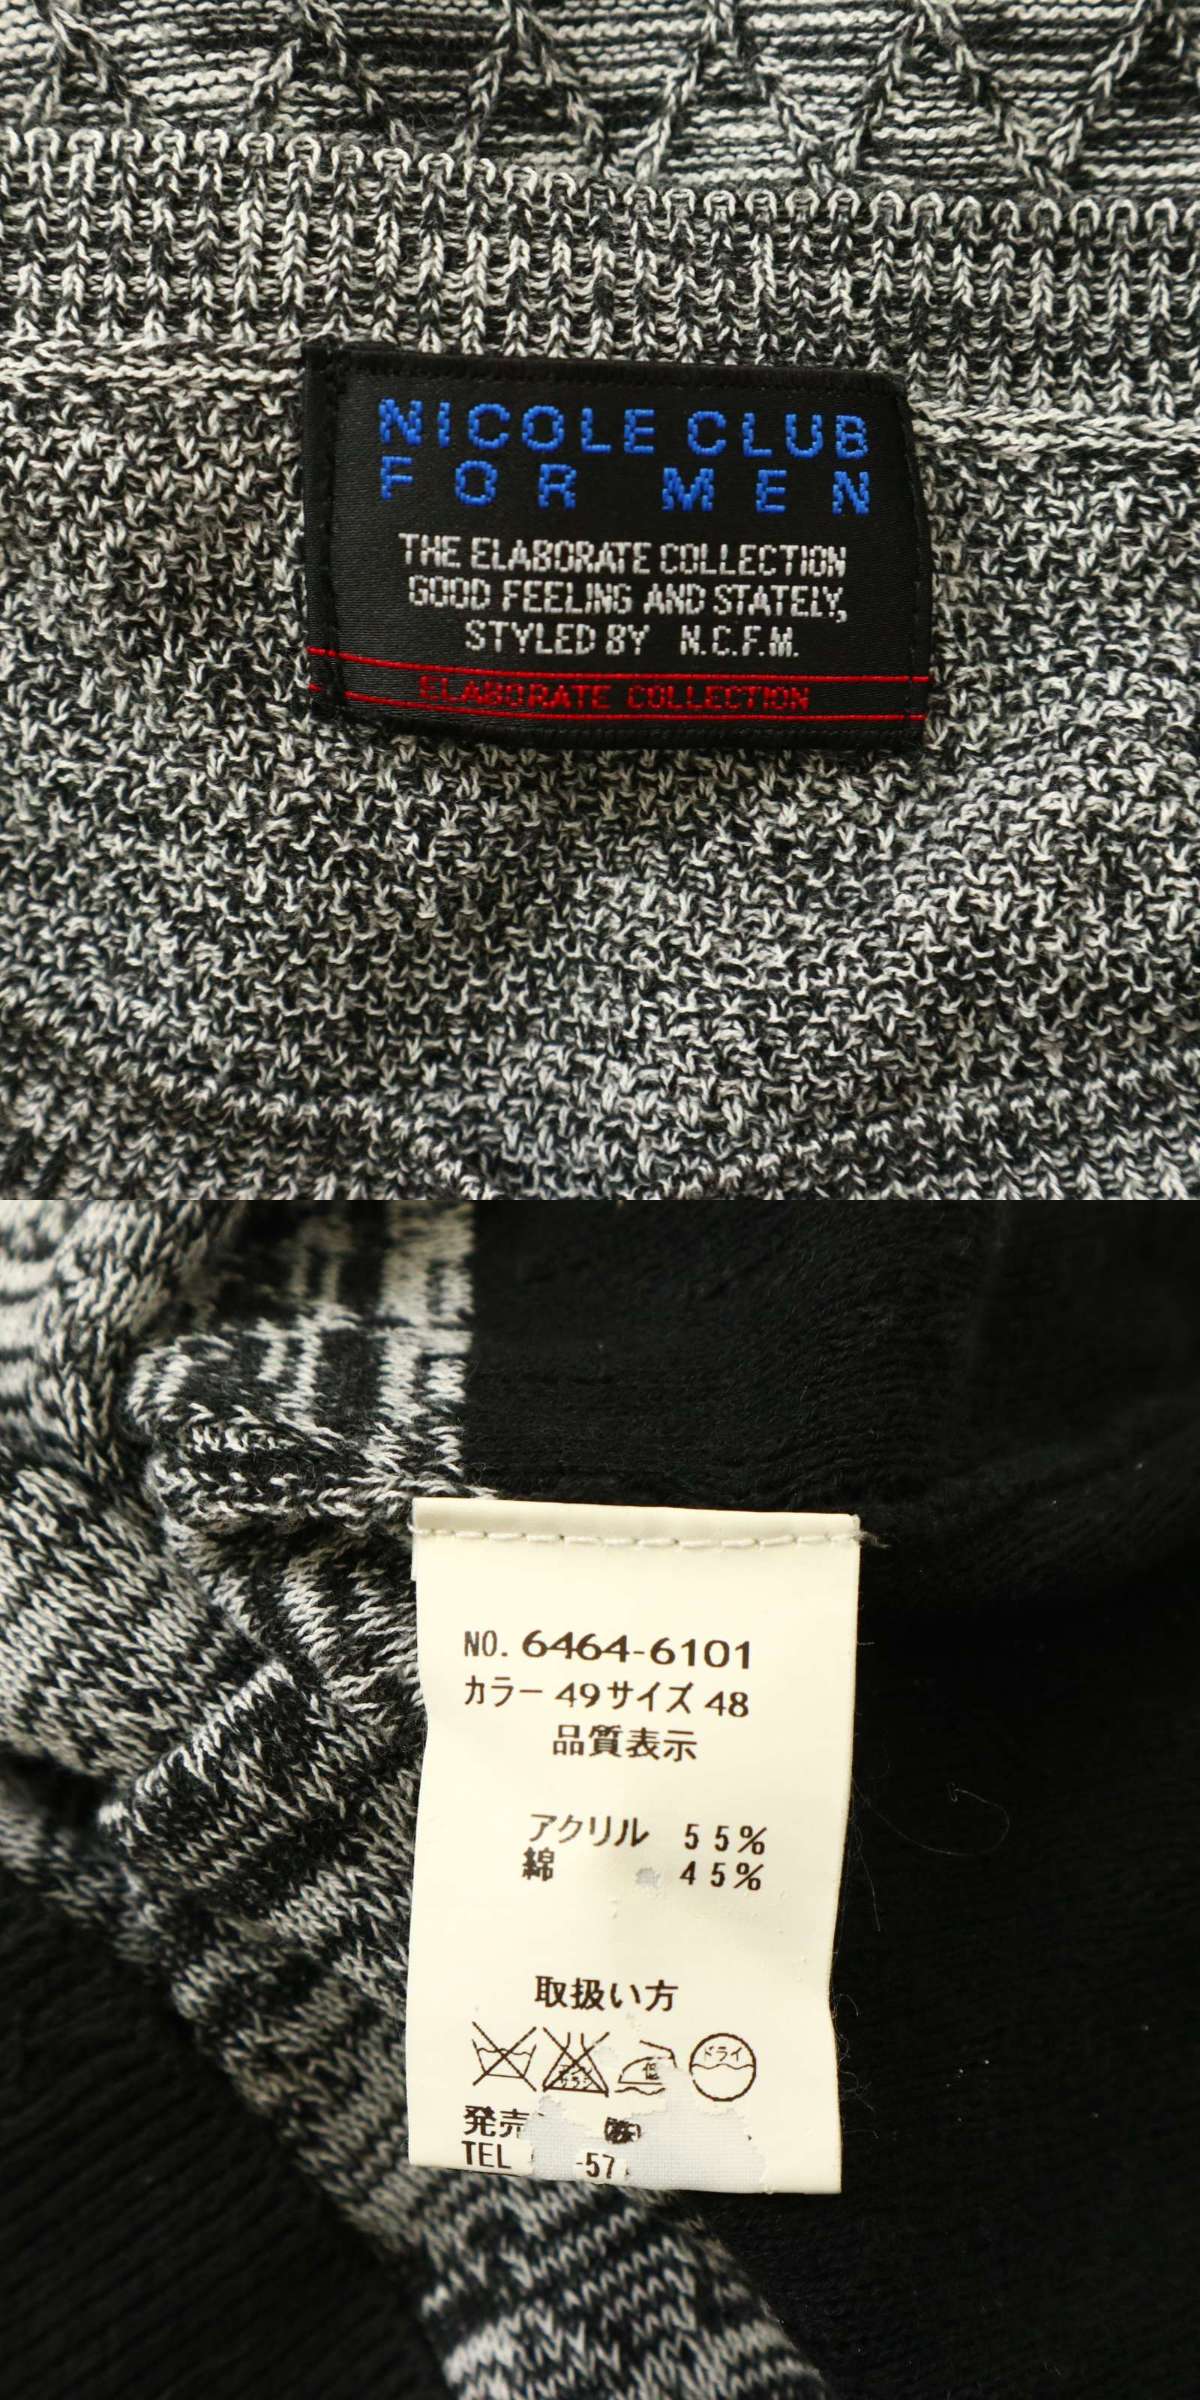 NICOLE CLUB
FOR MEN
THE ELABORATE COLLECTION
GOOD FEELING AND STATELY,
STYLED BY N.C.F.M.
ELABORATE COLLECTION
NO. 6464-6101
カラー 49 サイズ 48
品質表示
アクリル 55%
綿 45%
取扱い方
低 ドライ
発売
TEL -57